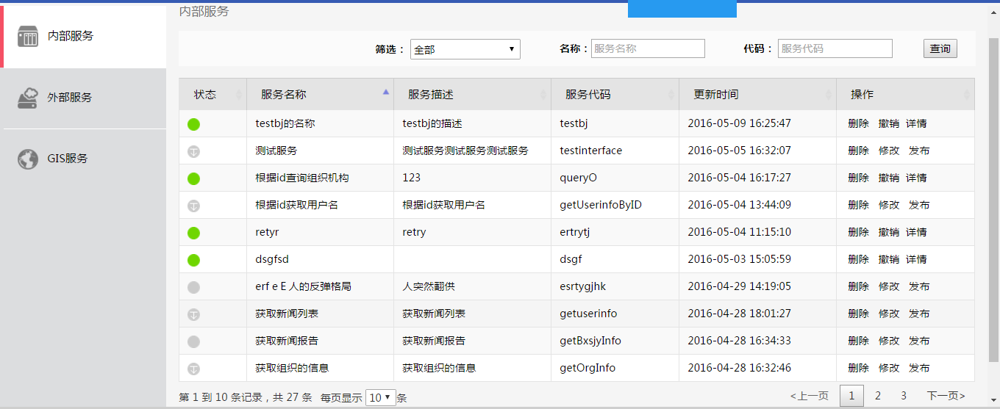 内部服务
内部服务
外部服务
GIS服务
筛选： 全部 名称： 服务名称 代码： 服务代码 查询
状态 服务名称 服务描述 服务代码 更新时间 操作
testbj的名称 testbj的描述 testbj 2016-05-09 16:25:47 删除 撤销 详情
测试服务 测试服务测试服务测试服务 testinterface 2016-05-05 16:32:07 删除 修改 发布
根据id查询组织机构 123 queryO 2016-05-04 16:17:27 删除 撤销 详情
根据id获取用户名 根据id获取用户名 getUserinfoByID 2016-05-04 13:44:09 删除 修改 发布
retyr retry ertrytj 2016-05-04 11:15:10 删除 撤销 详情
dsgfsd dsgf 2016-05-03 15:05:59 删除 撤销 详情
erf e E 人的反弹格局 人突然翻供 esrtygjhk 2016-04-29 14:19:05 删除 修改 发布
获取新闻列表 获取新闻列表 getuserinfo 2016-04-28 18:01:27 删除 修改 发布
获取新闻报告 获取新闻报告 getBxsjyInfo 2016-04-28 16:34:33 删除 修改 发布
获取组织的信息 获取组织的信息 getOrgInfo 2016-04-28 16:32:46 删除 修改 发布
第 1 到 10 条记录，共 27 条 每页显示 10 条 <上一页 1 2 3 下一页>